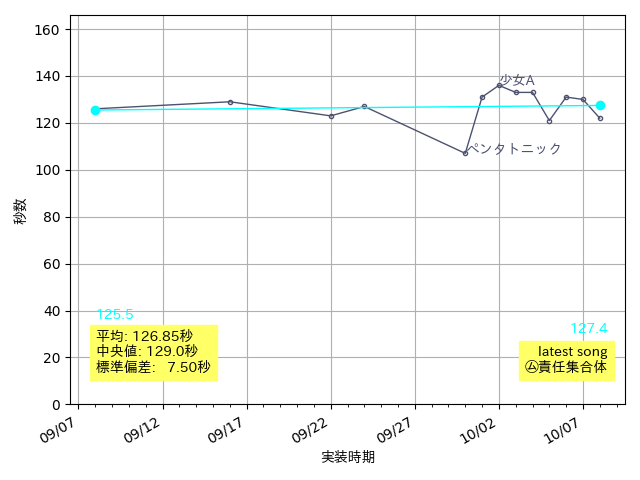 160
140
120
100
80
60
40
20
0
秒数
少女A
ペンタトニック
125.5
平均: 126.85秒
中央値: 129.0秒
標準偏差: 7.50秒
127.4
latest song
㋰責任集合体
09/07
09/12
09/17
09/22
09/27
10/02
10/07
実装時期